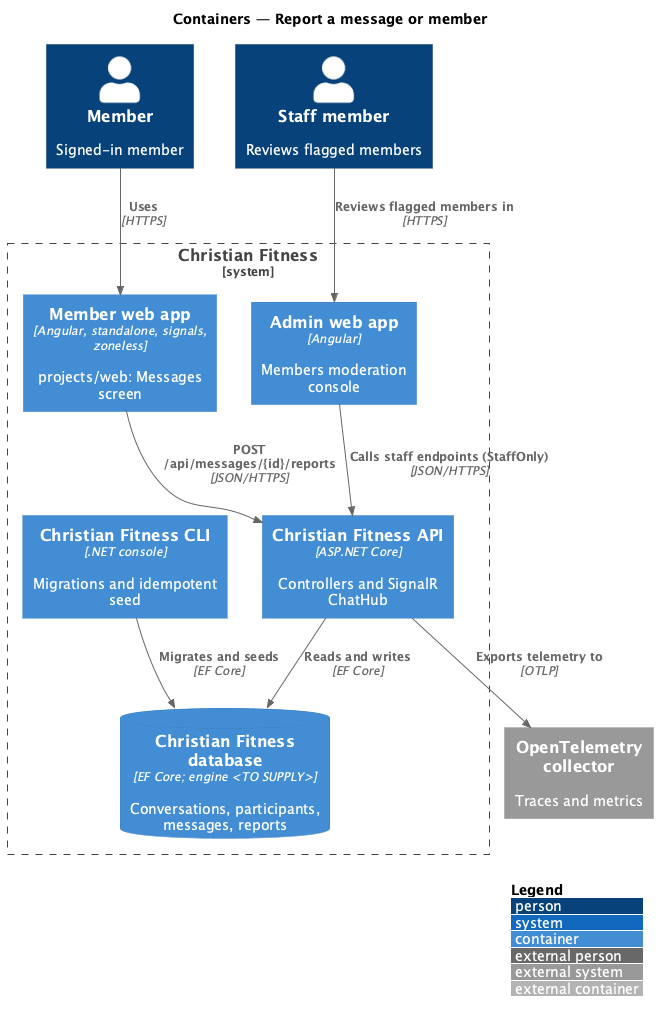 Containers — Report a message or member
Member
Signed-in member
Staff member
Reviews flagged members
Uses
[HTTPS]
Reviews flagged members in
[HTTPS]
Christian Fitness
[system]
Member web app
[Angular, standalone, signals,
zoneless]
projects/web: Messages
screen
Admin web app
[Angular]
Members moderation
console
POST
/api/messages/{id}/reports
[JSON/HTTPS]
Calls staff endpoints (StaffOnly)
[JSON/HTTPS]
Christian Fitness CLI
[.NET console]
Migrations and idempotent
seed
Christian Fitness API
[ASP.NET Core]
Controllers and SignalR
ChatHub
Migrates and seeds
[EF Core]
Reads and writes
[EF Core]
Exports telemetry to
[OTLP]
Christian Fitness
database
[EF Core; engine <TO SUPPLY>]
Conversations, participants,
messages, reports
OpenTelemetry
collector
Traces and metrics
Legend
person
system
container
external person
external system
external container